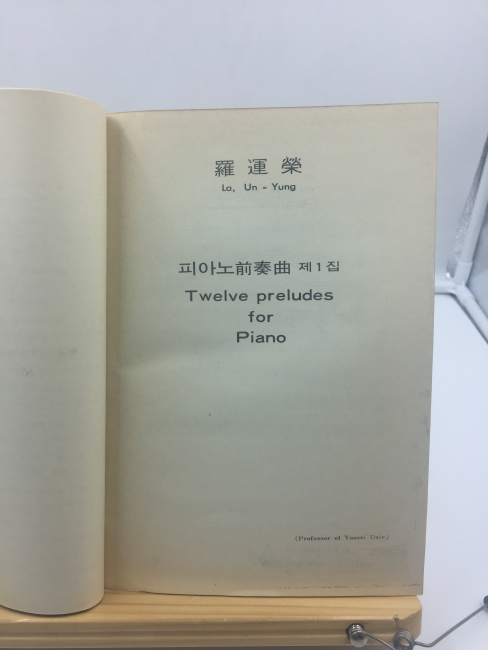 羅運榮
La, Un - Yung
피아노前奏曲 제1집
Twelve preludes
for
Piano
(Professor of Yonsei Univ.)